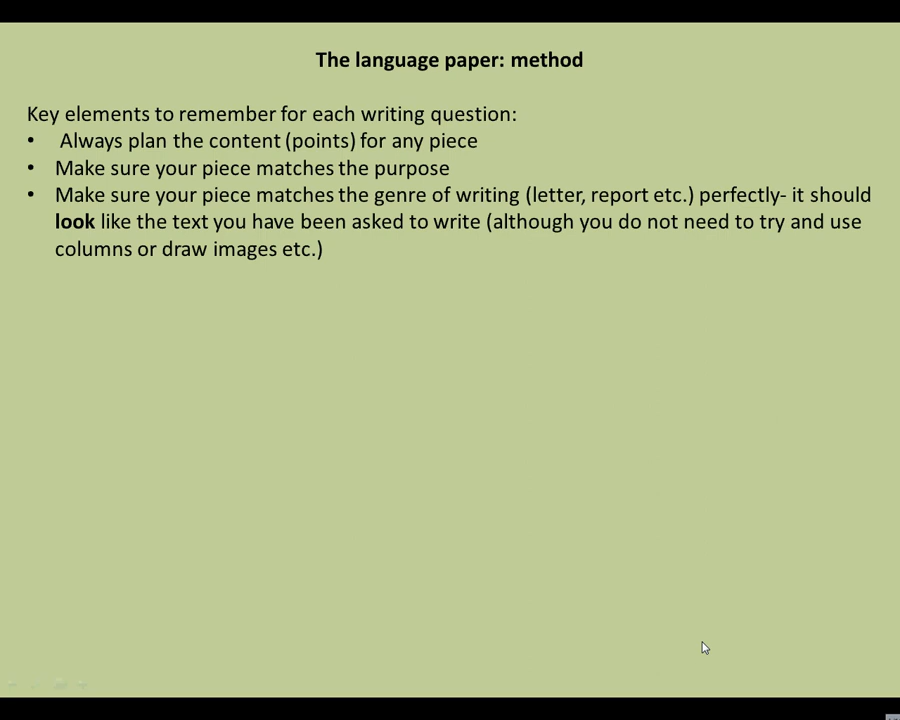 The language paper: method
Key elements to remember for each writing question:
• Always plan the content (points) for any piece
• Make sure your piece matches the purpose
• Make sure your piece matches the genre of writing (letter, report etc.) perfectly- it should
look like the text you have been asked to write (although you do not need to try and use
columns or draw images etc.)